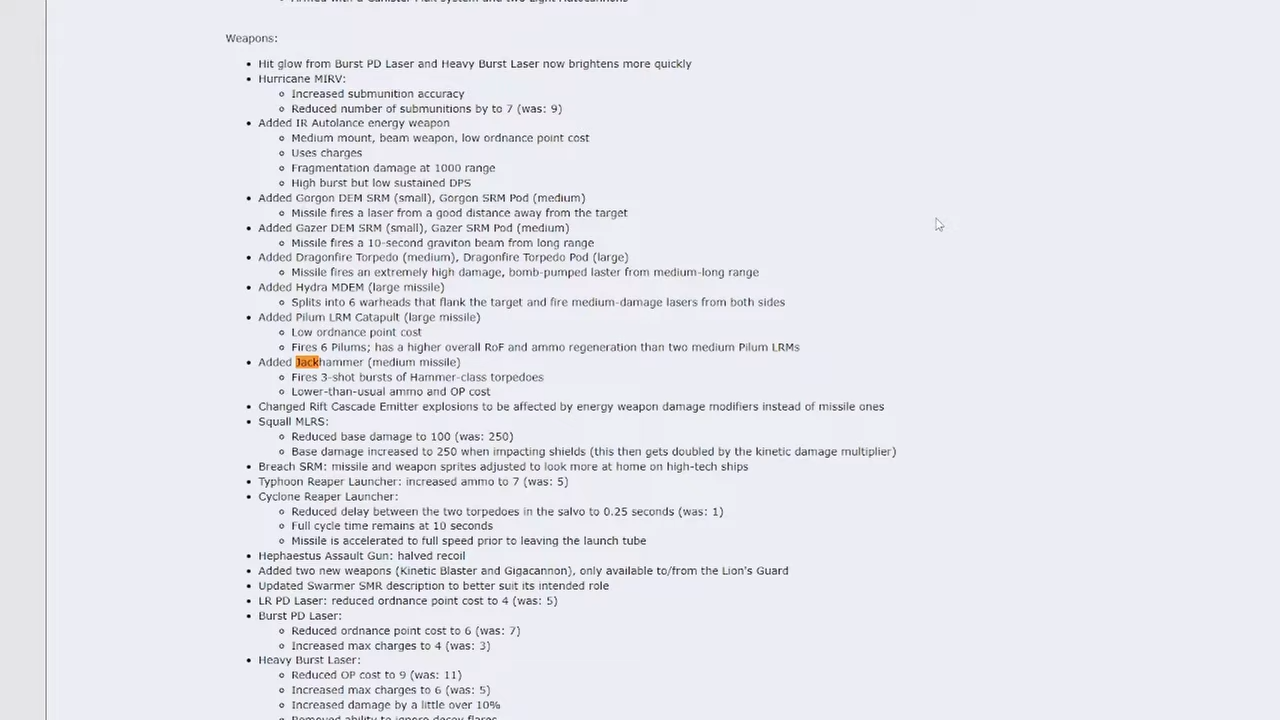 Armed with a Canister Flak system and two Light Autocannons
Weapons:
Hit glow from Burst PD Laser and Heavy Burst Laser now brightens more quickly
Hurricane MIRV:
Increased submunition accuracy
Reduced number of submunitions by to 7 (was: 9)
Added IR Autolance energy weapon
Medium mount, beam weapon, low ordnance point cost
Uses charges
Fragmentation damage at 1000 range
High burst but low sustained DPS
Added Gorgon DEM SRM (small), Gorgon SRM Pod (medium)
Missile fires a laser from a good distance away from the target
Added Gazer DEM SRM (small), Gazer SRM Pod (medium)
Missile fires a 10-second graviton beam from long range
Added Dragonfire Torpedo (medium), Dragonfire Torpedo Pod (large)
Missile fires an extremely high damage, bomb-pumped laster from medium-long range
Added Hydra MDEM (large missile)
Splits into 6 warheads that flank the target and fire medium-damage lasers from both sides
Added Pilum LRM Catapult (large missile)
Low ordnance point cost
Fires 6 Pilums; has a higher overall RoF and ammo regeneration than two medium Pilum LRMs
Added Jackhammer (medium missile)
Fires 3-shot bursts of Hammer-class torpedoes
Lower-than-usual ammo and OP cost
Changed Rift Cascade Emitter explosions to be affected by energy weapon damage modifiers instead of missile ones
Squall MLRS:
Reduced base damage to 100 (was: 250)
Base damage increased to 250 when impacting shields (this then gets doubled by the kinetic damage multiplier)
Breach SRM: missile and weapon sprites adjusted to look more at home on high-tech ships
Typhoon Reaper Launcher: increased ammo to 7 (was: 5)
Cyclone Reaper Launcher:
Reduced delay between the two torpedoes in the salvo to 0.25 seconds (was: 1)
Full cycle time remains at 10 seconds
Missile is accelerated to full speed prior to leaving the launch tube
Hephaestus Assault Gun: halved recoil
Added two new weapons (Kinetic Blaster and Gigacannon), only available to/from the Lion's Guard
Updated Swarmer SMR description to better suit its intended role
LR PD Laser: reduced ordnance point cost to 4 (was: 5)
Burst PD Laser:
Reduced ordnance point cost to 6 (was: 7)
Increased max charges to 4 (was: 3)
Heavy Burst Laser:
Reduced OP cost to 9 (was: 11)
Increased max charges to 6 (was: 5)
Increased damage by a little over 10%
Removed ability to ignore decoy flares